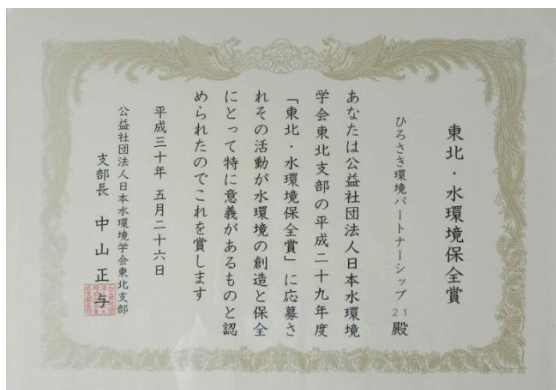 東北・水環境保全賞
ひろさき環境パートナーシップ21殿
あなたは公益社団法人日本水環境
学会東北支部の平成二十九年度
「東北・水環境保全賞」に応募さ
れその活動が水環境の創造と保全
にとって特に意義があるものと認
められたのでこれを賞します
平成三十年 五月二十六日
公益社団法人日本水環境学会東北支部
支部長 中山正与